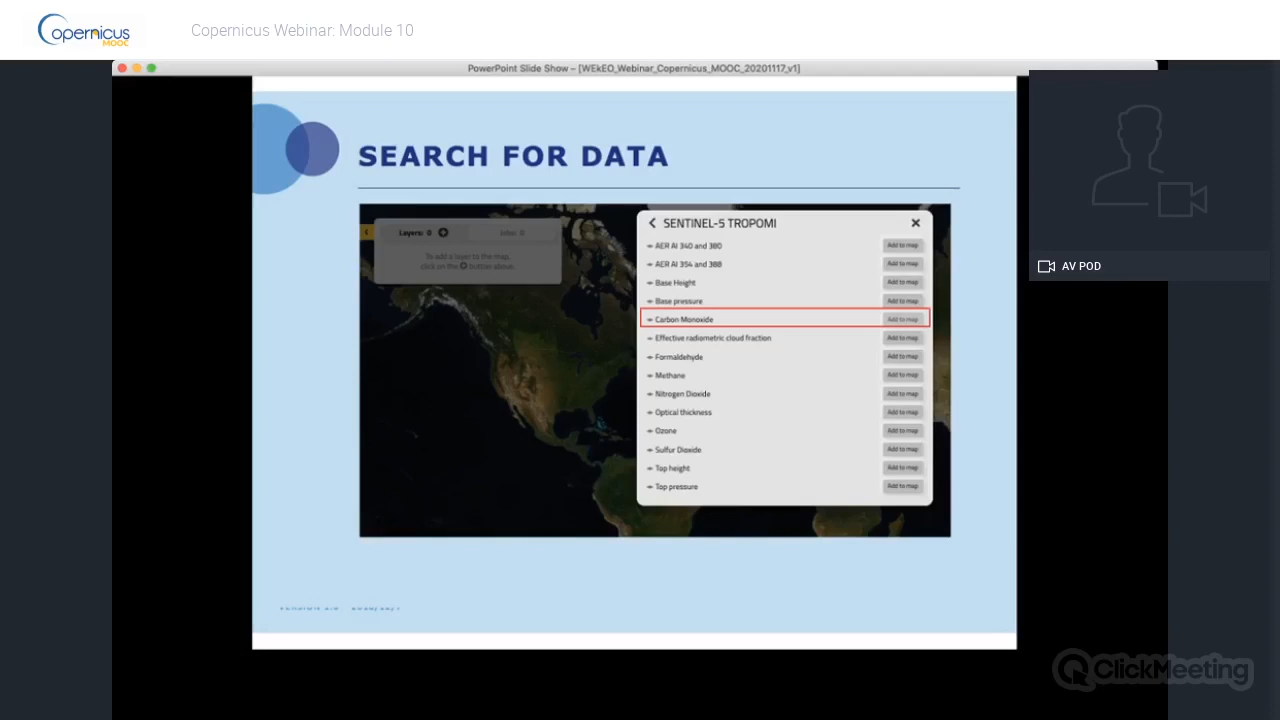 Copernicus
MOOC
Copernicus Webinar: Module 10
PowerPoint Slide Show – [WEkEO_Webinar_Copernicus_MOOC_20201117_v1]
SEARCH FOR DATA
Layers: 0
Infos: 0
To add a layer to the map,
click on the button above.
SENTINEL-5 TROPOMI
AER AI 340 and 380 Add to map
AER AI 354 and 388 Add to map
Base Height Add to map
Base pressure Add to map
Carbon Monoxide Add to map
Effective radiometric cloud fraction Add to map
Formaldehyde Add to map
Methane Add to map
Nitrogen Dioxide Add to map
Optical thickness Add to map
Ozone Add to map
Sulfur Dioxide Add to map
Top height Add to map
Top pressure Add to map
AV POD
ClickMeeting